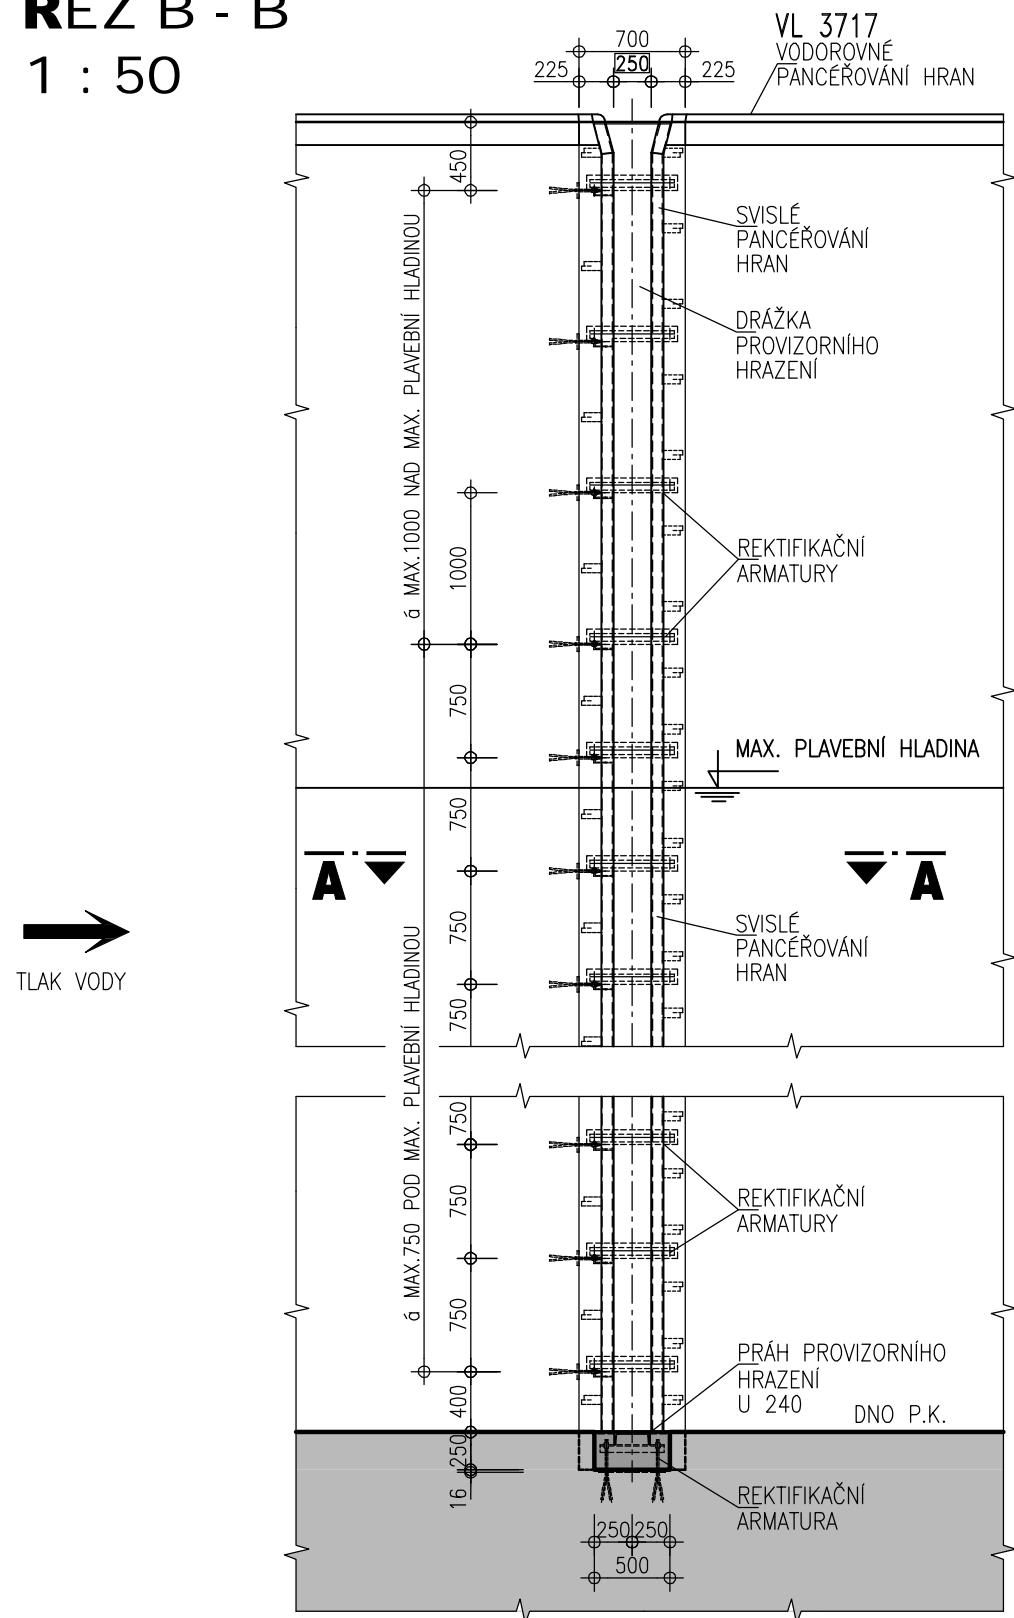 ŘEZ B - B
1 : 50
VL 3717
VODOROVNÉ
PANCÉŘOVÁNÍ HRAN
700
225
250
225
450
á MAX.1000 NAD MAX. PLAVEBNÍ HLADINOU
SVISLÉ
PANCÉŘOVÁNÍ
HRAN
DRÁŽKA
PROVIZORNÍHO
HRAZENÍ
1000
REKTIFIKAČNÍ
ARMATURY
750
MAX. PLAVEBNÍ HLADINA
750
A
A
750
SVISLÉ
PANCÉŘOVÁNÍ
HRAN
TLAK VODY
750
á MAX.750 POD MAX. PLAVEBNÍ HLADINOU
750
750
REKTIFIKAČNÍ
ARMATURY
750
PRÁH PROVIZORNÍHO
HRAZENÍ
U 240
400
DNO P.K.
250
16
REKTIFIKAČNÍ
ARMATURA
250
250
500